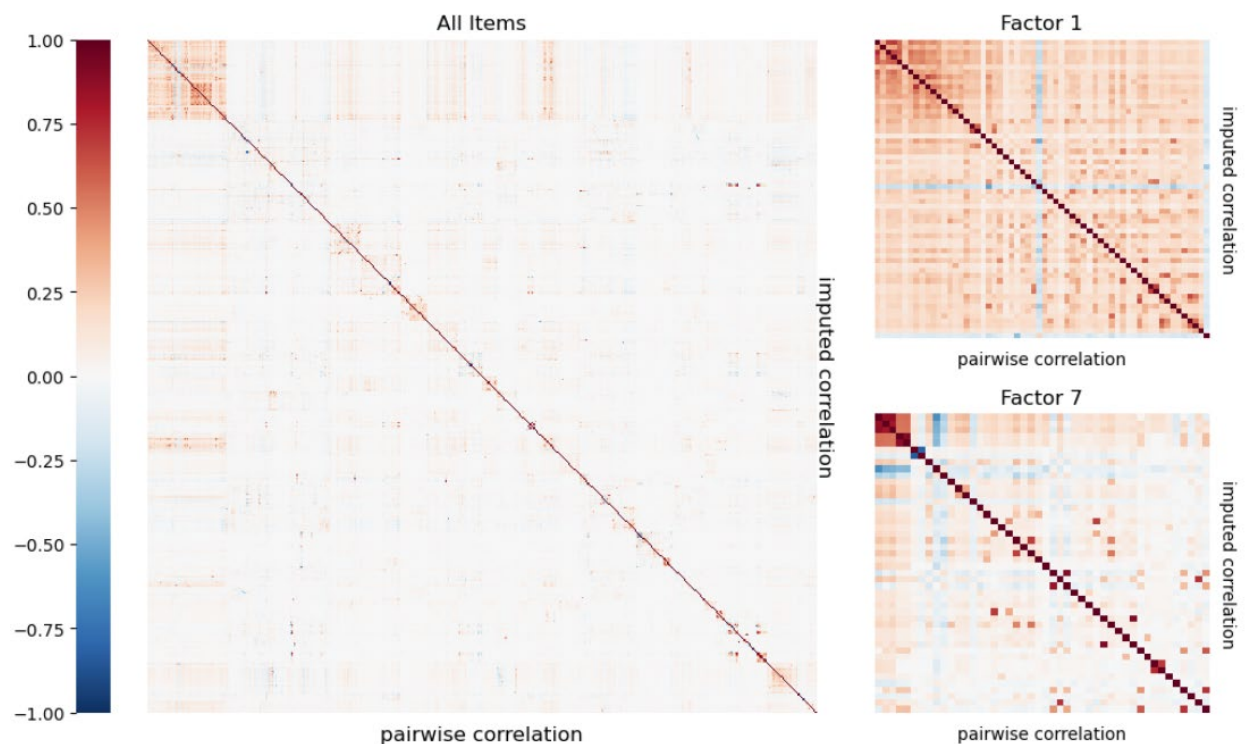 All Items
Factor 1
1.00
0.75
0.50
0.25
0.00
−0.25
−0.50
−0.75
−1.00
imputed correlation
pairwise correlation
imputed correlation
pairwise correlation
Factor 7
imputed correlation
pairwise correlation